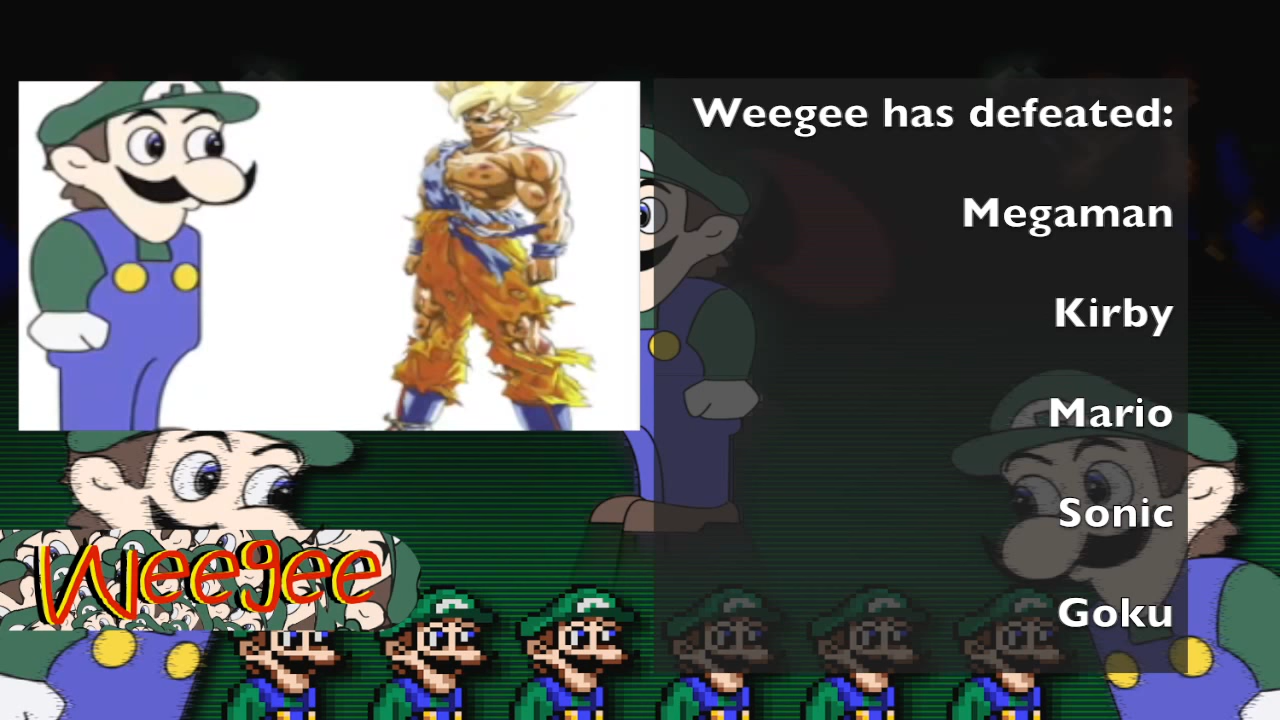 Weegee has defeated:
Megaman
Kirby
Mario
Sonic
Goku
Weegee